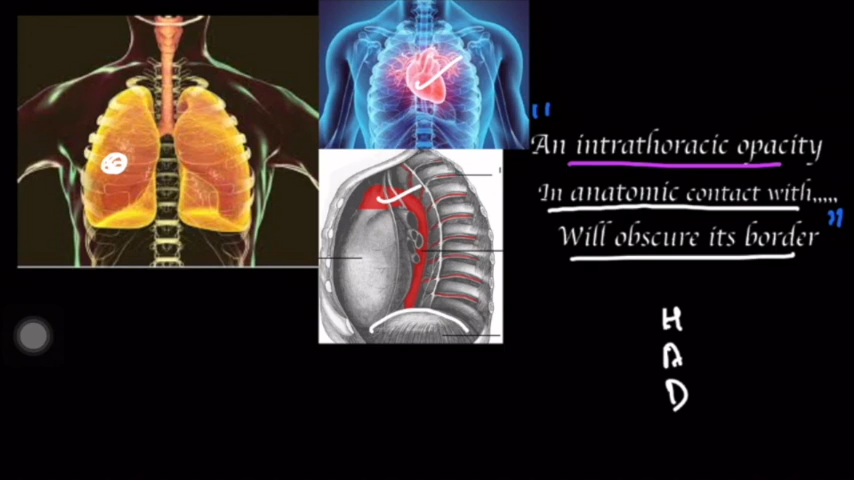 "An intrathoracic opacity
In anatomic contact with.....
Will obscure its border"
H
A
D